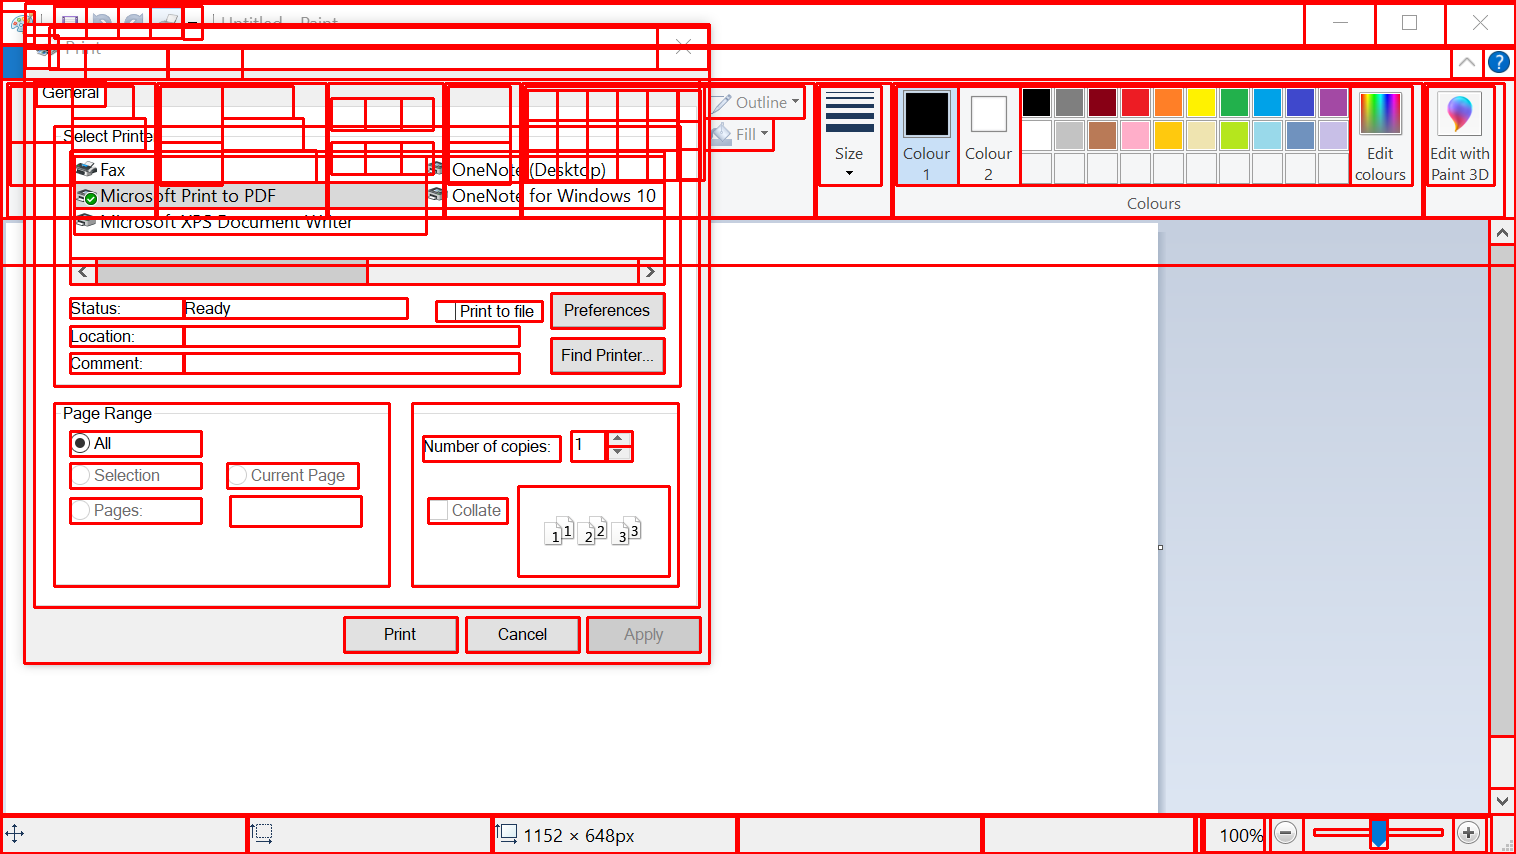 Untitled - Paint
Print
General
Outline
Fill
Size
Colour 1
Colour 2
Edit colours
Edit with Paint 3D
Colours
Select Printe
Fax
OneNote (Desktop)
Microsoft Print to PDF
OneNote for Windows 10
Microsoft XPS Document Writer
Status:
Ready
Print to file
Preferences
Location:
Comment:
Find Printer...
Page Range
All
Selection
Current Page
Pages:
Number of copies:
1
Collate
1 1 2 2 3 3
Print
Cancel
Apply
1152 × 648px
100%